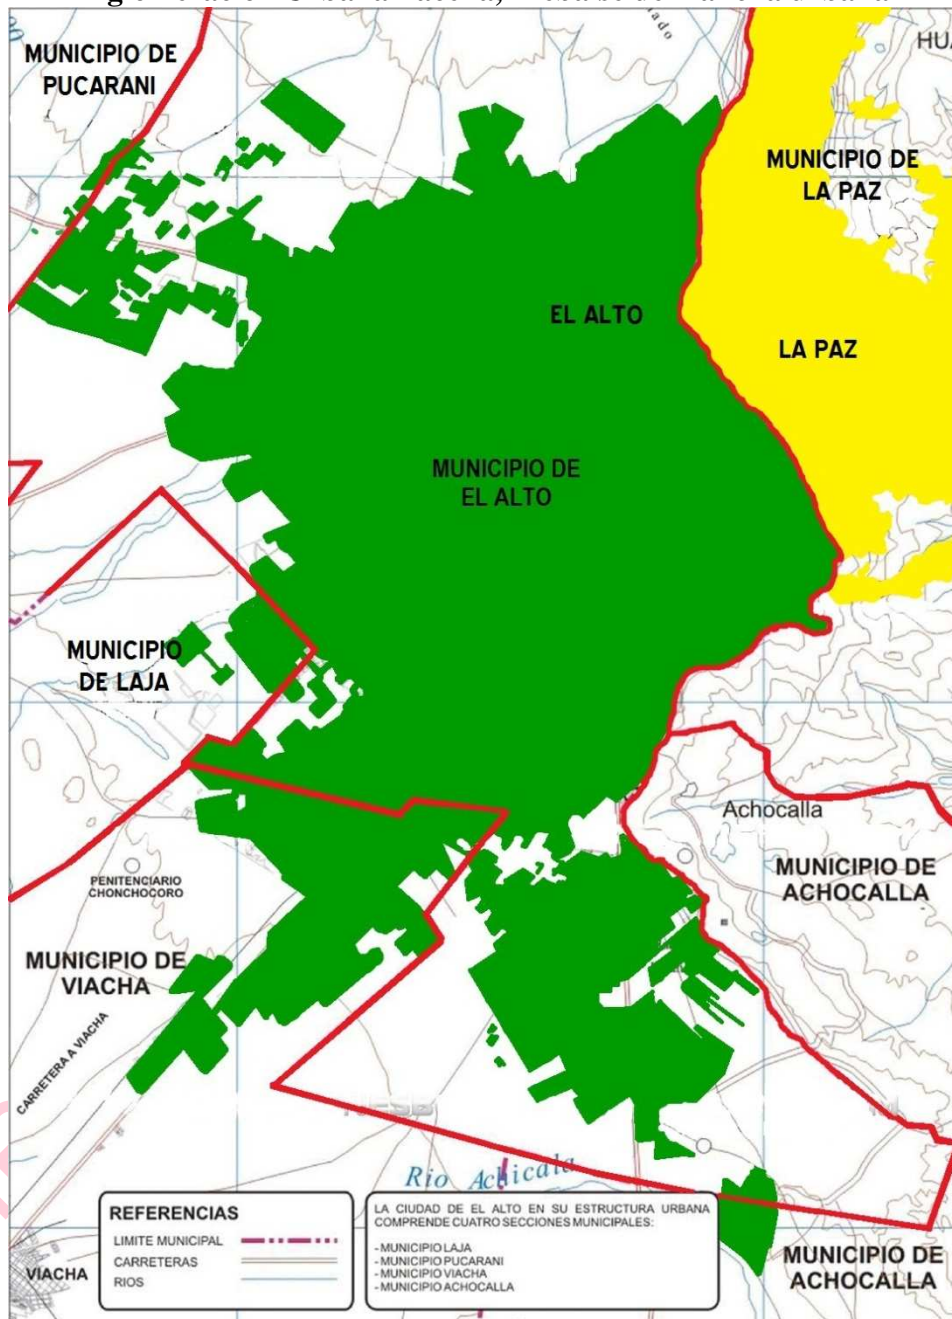 MUNICIPIO DE
PUCARANI
HU
MUNICIPIO DE
LA PAZ
EL ALTO
LA PAZ
MUNICIPIO DE
EL ALTO
MUNICIPIO
DE LAJA
Achocalla
MUNICIPIO DE
ACHOCALLA
PENITENCIARIO
CHONCHOCORO
MUNICIPIO DE
VIACHA
CARRETERA A VIACHA
Rio Achicala
REFERENCIAS
LIMITE MUNICIPAL
CARRETERAS
RIOS
LA CIUDAD DE EL ALTO EN SU ESTRUCTURA URBANA
COMPRENDE CUATRO SECCIONES MUNICIPALES:
- MUNICIPIO LAJA
- MUNICIPIO PUCARANI
- MUNICIPIO VIACHA
- MUNICIPIO ACHOCALLA
VIACHA
MUNICIPIO DE
ACHOCALLA